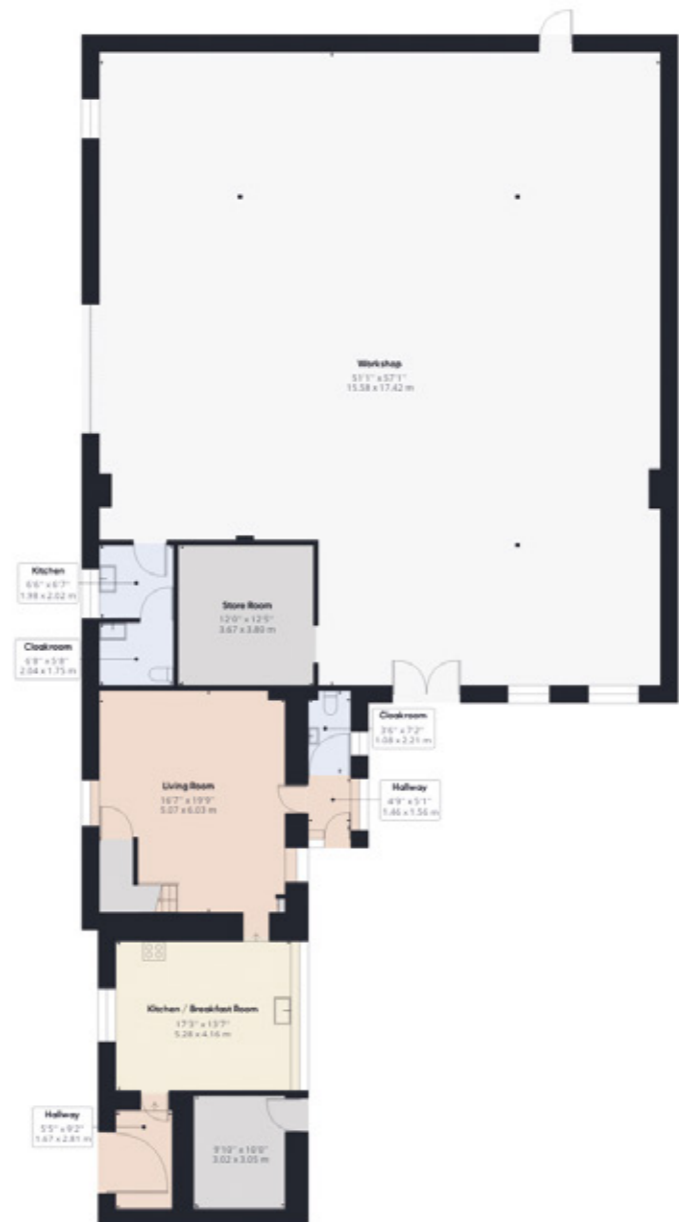 Workshop
51'1" x 57'1"
15.58 x 17.42 m
Kitchen
6'6" x 6'7"
1.98 x 2.02 m
Store Room
12'0" x 12'5"
3.67 x 3.80 m
Cloakroom
6'8" x 5'8"
2.04 x 1.75 m
Cloakroom
3'6" x 7'2"
1.08 x 2.21 m
Living Room
16'7" x 19'9"
5.07 x 6.03 m
Hallway
4'9" x 5'1"
1.46 x 1.56 m
Kitchen / Breakfast Room
17'3" x 13'7"
5.28 x 4.16 m
Hallway
5'5" x 9'2"
1.67 x 2.81 m
9'10" x 10'0"
3.02 x 3.05 m